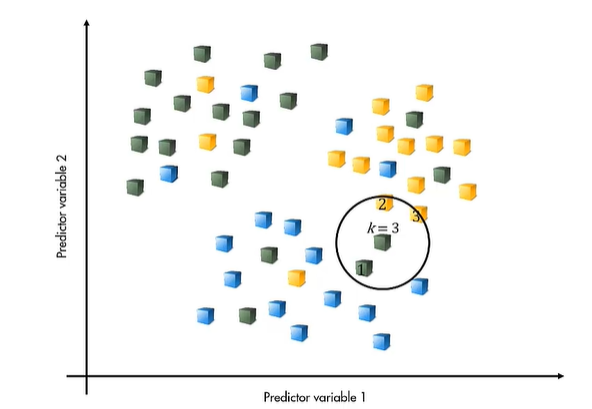 Predictor variable 2
2
3
k= 3
1
Predictor variable 1